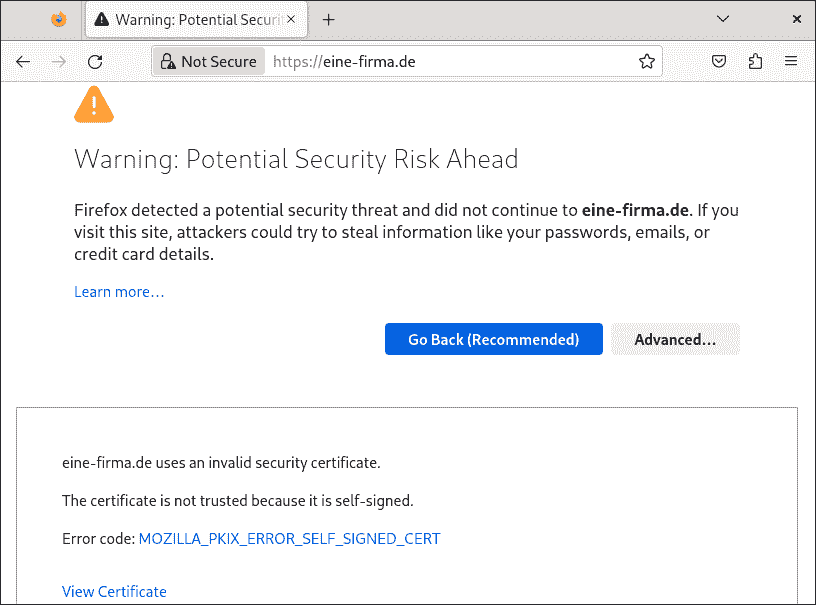 Warning: Potential Securi
Not Secure https://eine-firma.de
Warning: Potential Security Risk Ahead
Firefox detected a potential security threat and did not continue to eine-firma.de. If you
visit this site, attackers could try to steal information like your passwords, emails, or
credit card details.
Learn more…
Go Back (Recommended) Advanced…
eine-firma.de uses an invalid security certificate.
The certificate is not trusted because it is self-signed.
Error code: MOZILLA_PKIX_ERROR_SELF_SIGNED_CERT
View Certificate